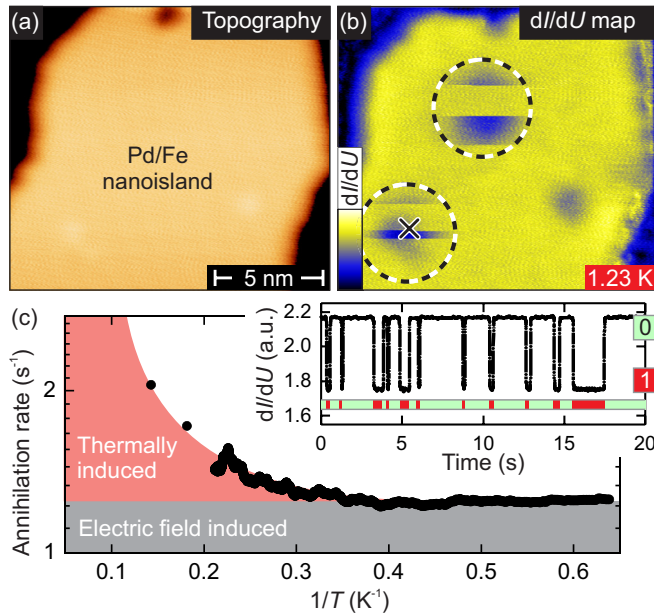 (a)
Topography
Pd/Fe
nanoisland
5 nm
(b)
dI/dU map
dI/dU
1.23 K
(c)
Annihilation rate (s⁻¹)
2
1
Thermally
induced
Electric field induced
0.1 0.2 0.3 0.4 0.5 0.6
1/T (K⁻¹)
dI/dU (a.u.)
2.2
2.0
1.8
1.6
0
1
0 5 10 15 20
Time (s)